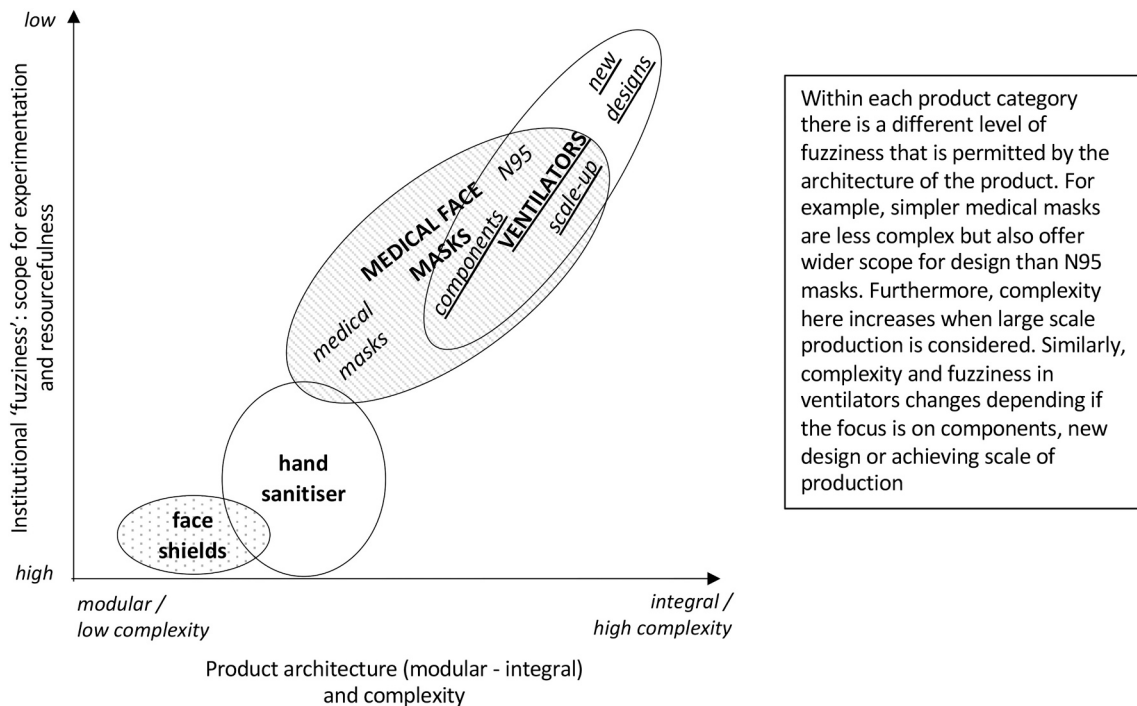 low
Institutional 'fuzziness': scope for experimentation
and resourcefulness
high
new
designs
N95
VENTILATORS
scale-up
MEDICAL FACE
MASKS
components
medical
masks
hand
sanitiser
face
shields
modular /
low complexity
integral /
high complexity
Product architecture (modular - integral)
and complexity
Within each product category
there is a different level of
fuzziness that is permitted by the
architecture of the product. For
example, simpler medical masks
are less complex but also offer
wider scope for design than N95
masks. Furthermore, complexity
here increases when large scale
production is considered. Similarly,
complexity and fuzziness in
ventilators changes depending if
the focus is on components, new
design or achieving scale of
production